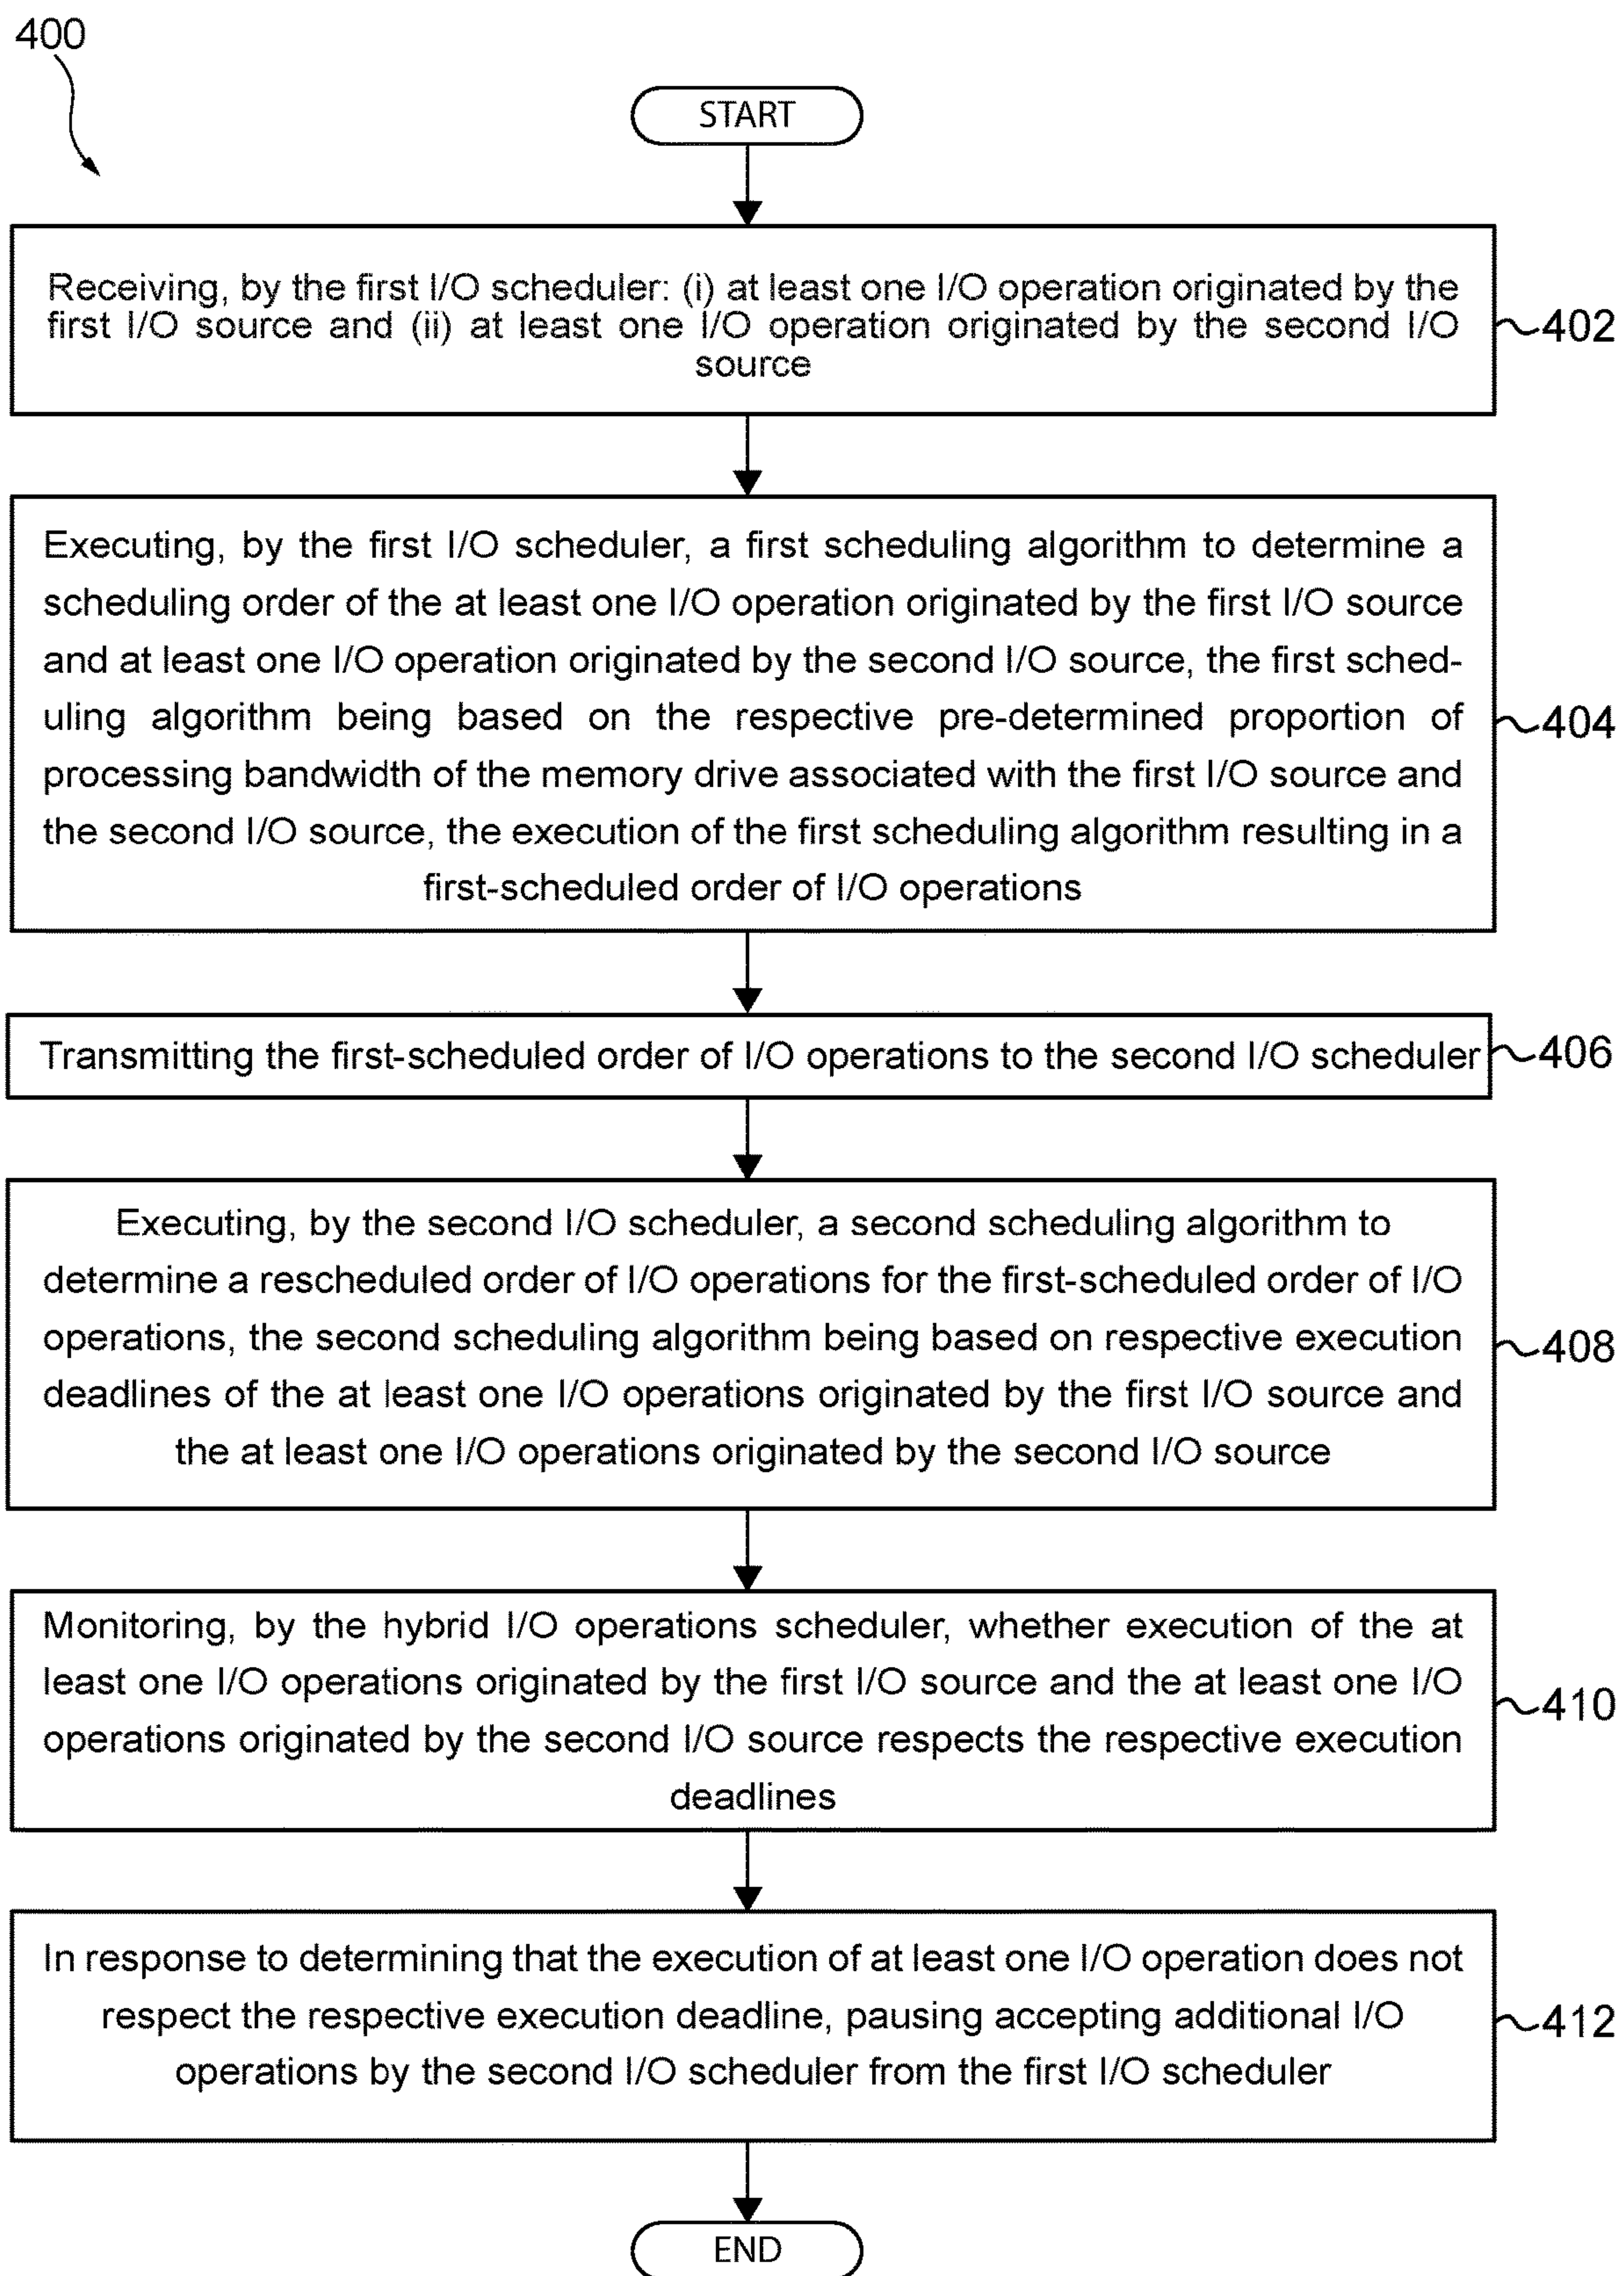 400
START
Receiving, by the first I/O scheduler: (i) at least one I/O operation originated by the
first I/O source and (ii) at least one I/O operation originated by the second I/O
source
402
Executing, by the first I/O scheduler, a first scheduling algorithm to determine a
scheduling order of the at least one I/O operation originated by the first I/O source
and at least one I/O operation originated by the second I/O source, the first sched-
uling algorithm being based on the respective pre-determined proportion of
processing bandwidth of the memory drive associated with the first I/O source and
the second I/O source, the execution of the first scheduling algorithm resulting in a
first-scheduled order of I/O operations
404
Transmitting the first-scheduled order of I/O operations to the second I/O scheduler
406
Executing, by the second I/O scheduler, a second scheduling algorithm to
determine a rescheduled order of I/O operations for the first-scheduled order of I/O
operations, the second scheduling algorithm being based on respective execution
deadlines of the at least one I/O operations originated by the first I/O source and
the at least one I/O operations originated by the second I/O source
408
Monitoring, by the hybrid I/O operations scheduler, whether execution of the at
least one I/O operations originated by the first I/O source and the at least one I/O
operations originated by the second I/O source respects the respective execution
deadlines
410
In response to determining that the execution of at least one I/O operation does not
respect the respective execution deadline, pausing accepting additional I/O
operations by the second I/O scheduler from the first I/O scheduler
412
END